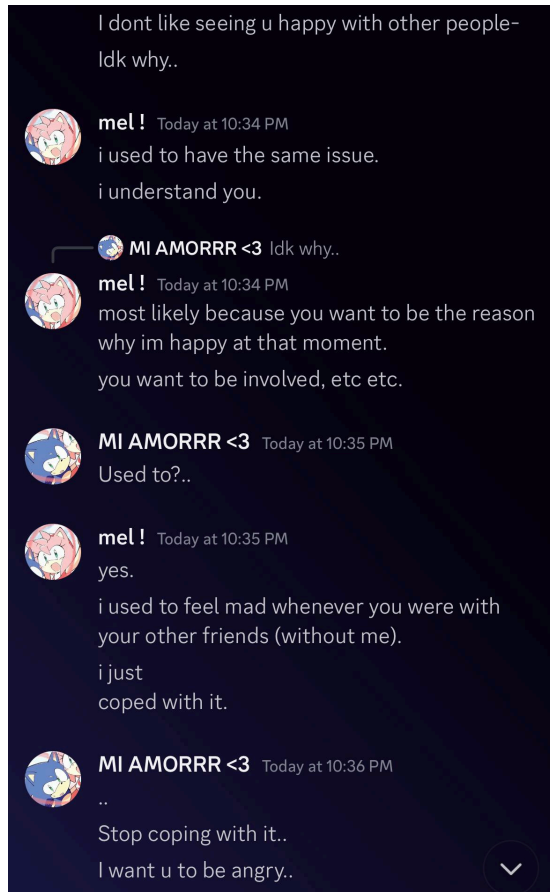 I dont like seeing u happy with other people-
Idk why..
mel ! Today at 10:34 PM
i used to have the same issue.
i understand you.
MI AMORRR <3 Idk why..
mel ! Today at 10:34 PM
most likely because you want to be the reason
why im happy at that moment.
you want to be involved, etc etc.
MI AMORRR <3 Today at 10:35 PM
Used to?..
mel ! Today at 10:35 PM
yes.
i used to feel mad whenever you were with
your other friends (without me).
i just
coped with it.
MI AMORRR <3 Today at 10:36 PM
..
Stop coping with it..
I want u to be angry..